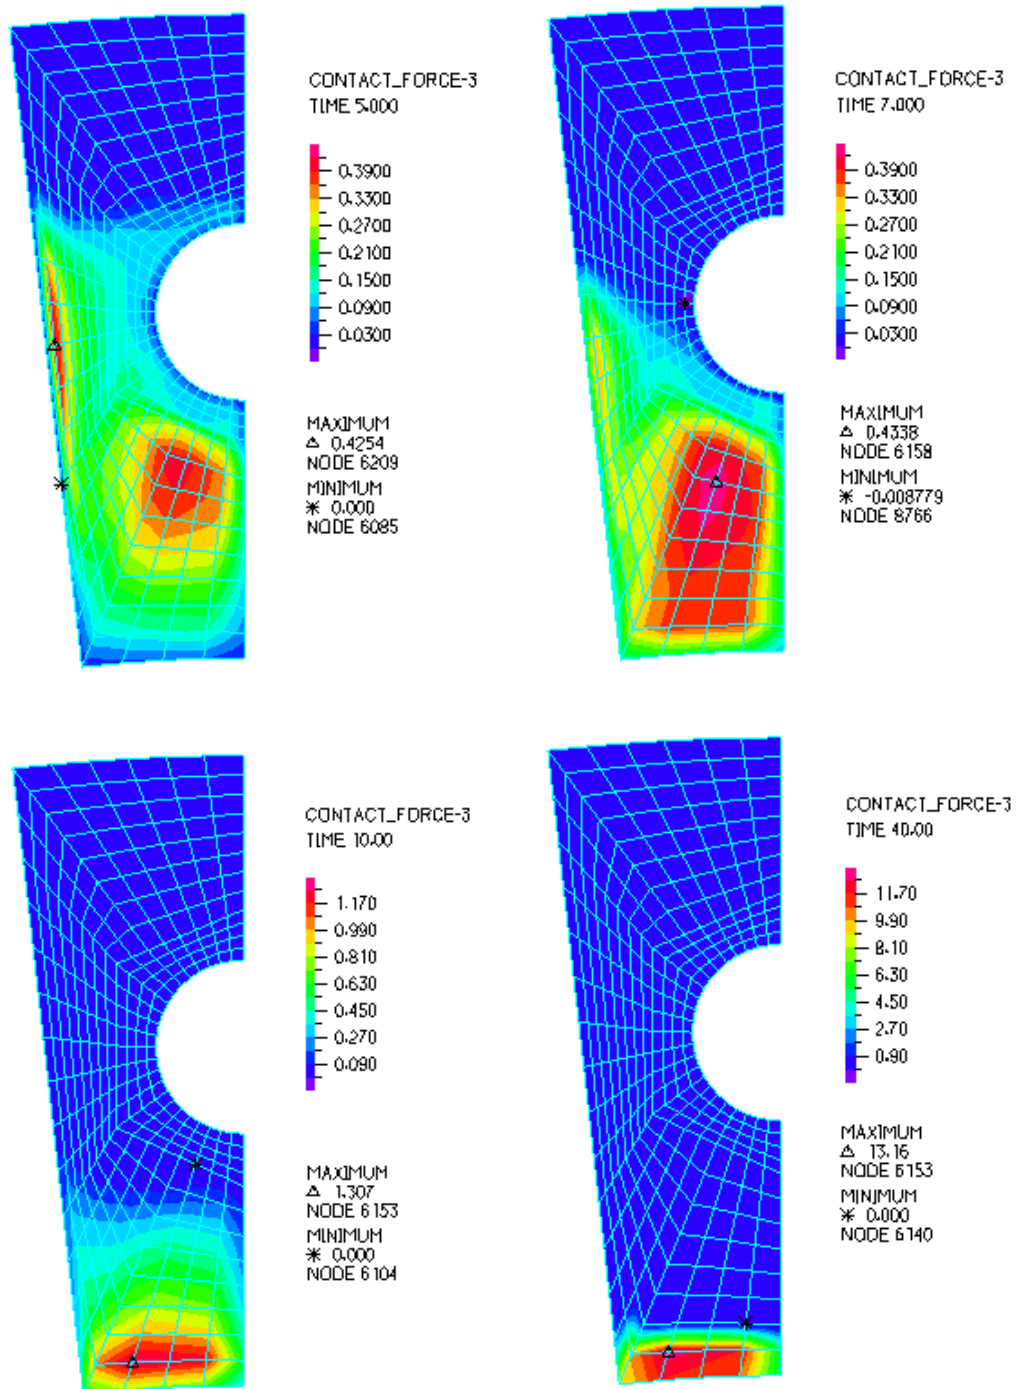 CONTACT_FORCE-3
TIME 5.000
0.3900
0.3300
0.2700
0.2100
0.1500
0.0900
0.0300
MAXIMUM
△ 0.4254
NODE 6209
MINIMUM
✳ 0.000
NODE 6085
CONTACT_FORCE-3
TIME 7.000
0.3900
0.3300
0.2700
0.2100
0.1500
0.0900
0.0300
MAXIMUM
△ 0.4338
NODE 6158
MINIMUM
✳ -0.008779
NODE 8766
CONTACT_FORCE-3
TIME 10.00
1.170
0.990
0.810
0.630
0.450
0.270
0.090
MAXIMUM
△ 1.307
NODE 6153
MINIMUM
✳ 0.000
NODE 6104
CONTACT_FORCE-3
TIME 40.00
11.70
9.90
8.10
6.30
4.50
2.70
0.90
MAXIMUM
△ 13.16
NODE 6153
MINIMUM
✳ 0.000
NODE 6140